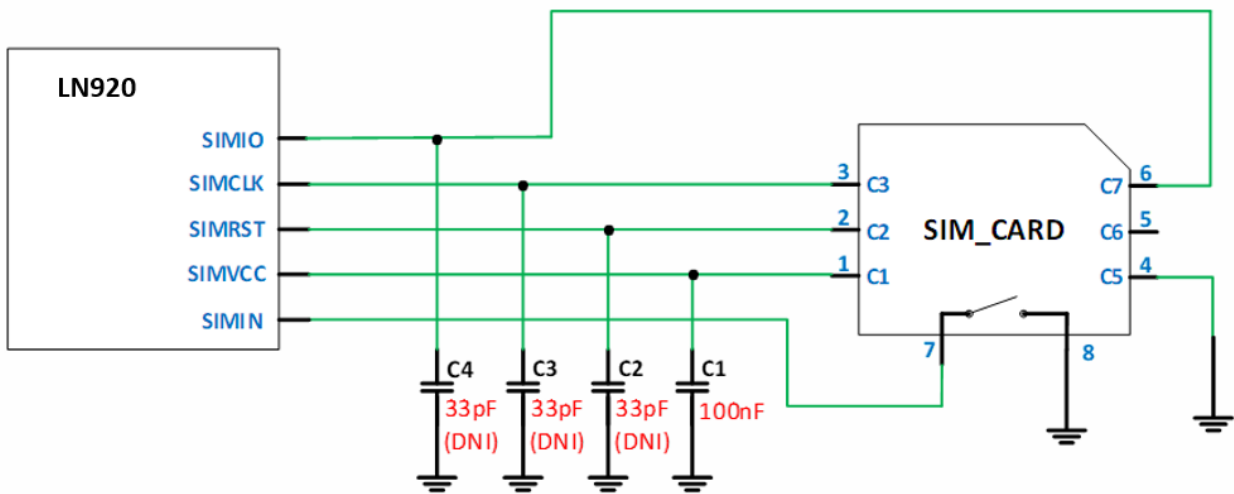 LN920
SIMIO
SIMCLK
SIMRST
SIMVCC
SIMIN
3
2
1
C3
C2
C1
SIM_CARD
C7
C6
C5
6
5
4
7
8
C4
33pF
(DNI)
C3
33pF
(DNI)
C2
33pF
(DNI)
C1
100nF